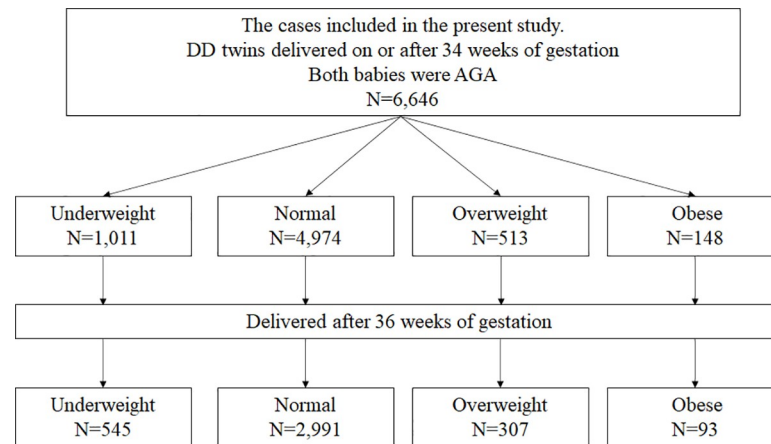 The cases included in the present study.
DD twins delivered on or after 34 weeks of gestation
Both babies were AGA
N=6,646
Underweight
N=1,011
Normal
N=4,974
Overweight
N=513
Obese
N=148
Delivered after 36 weeks of gestation
Underweight
N=545
Normal
N=2,991
Overweight
N=307
Obese
N=93